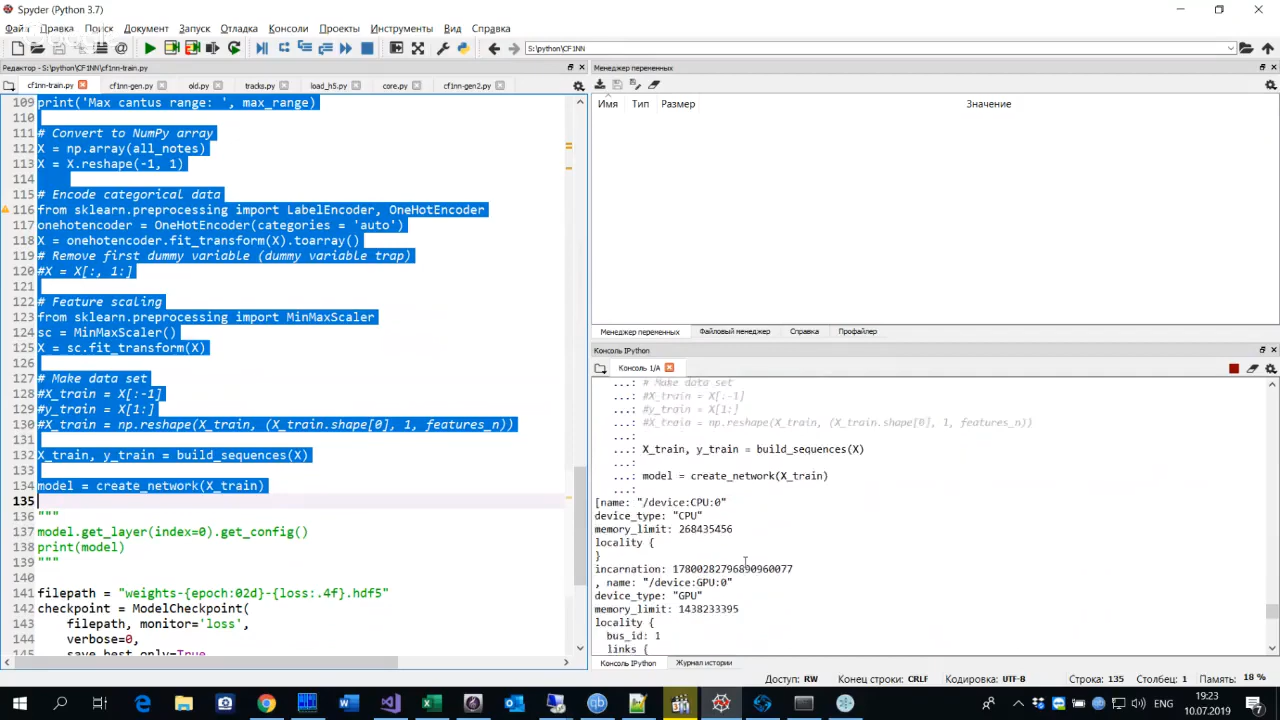 Spyder (Python 3.7)
Файл Правка Поиск Документ Запуск Отладка Консоли Проекты Инструменты Вид Справка
S:\python\CF1NN
Редактор - S:\python\CF1NN\cf1nn-train.py
Менеджер переменных
cf1nn-train.py cf1nn-gen.py old.py tracks.py load_h5.py core.py cf1nn-gen2.py
Имя Тип Размер Значение
109 print('Max cantus range: ', max_range)
110
111 # Convert to NumPy array
112 X = np.array(all_notes)
113 X = X.reshape(-1, 1)
114
115 # Encode categorical data
116 from sklearn.preprocessing import LabelEncoder, OneHotEncoder
117 onehotencoder = OneHotEncoder(categories = 'auto')
118 X = onehotencoder.fit_transform(X).toarray()
119 # Remove first dummy variable (dummy variable trap)
120 #X = X[:, 1:]
121
122 # Feature scaling
123 from sklearn.preprocessing import MinMaxScaler
124 sc = MinMaxScaler()
125 X = sc.fit_transform(X)
126
127 # Make data set
128 #X_train = X[:-1]
129 #y_train = X[1:]
130 #X_train = np.reshape(X_train, (X_train.shape[0], 1, features_n))
131
132 X_train, y_train = build_sequences(X)
133
134 model = create_network(X_train)
135
136 """
137 model.get_layer(index=0).get_config()
138 print(model)
139 """
140
141 filepath = "weights-{epoch:02d}-{loss:.4f}.hdf5"
142 checkpoint = ModelCheckpoint(
143 filepath, monitor='loss',
144 verbose=0,
145 save_best_only=True
Менеджер переменных Файловый менеджер Справка Профайлер
Консоль IPython
Консоль 1/A
...: # Make data set
...: #X_train = X[:-1]
...: #y_train = X[1:]
...: #X_train = np.reshape(X_train, (X_train.shape[0], 1, features_n))
...:
...: X_train, y_train = build_sequences(X)
...:
...: model = create_network(X_train)
...:
[name: "/device:CPU:0"
device_type: "CPU"
memory_limit: 268435456
locality {
}
incarnation: 17800282796890960077
, name: "/device:GPU:0"
device_type: "GPU"
memory_limit: 1438233395
locality {
bus_id: 1
links {
Консоль IPython Журнал истории
Доступ: RW Конец строки: CRLF Кодировка: UTF-8 Строка: 135 Столбец: 1 Память: 18 %
ENG
19:23
10.07.2019